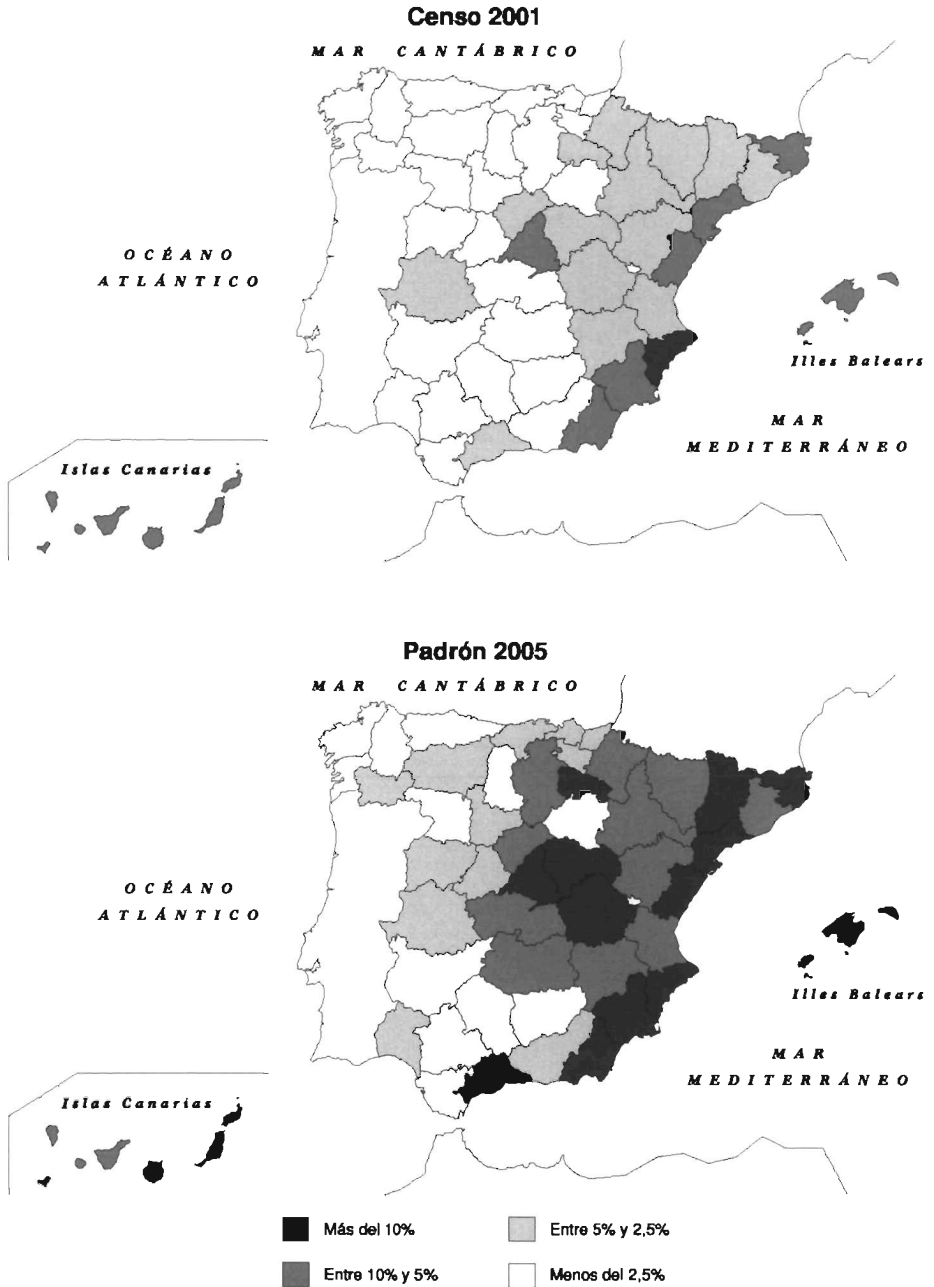 Censo 2001
MAR CANTÁBRICO
OCÉANO
ATLÁNTICO
Illes Balears
MAR
MEDITERRÁNEO
Islas Canarias
Padrón 2005
MAR CANTÁBRICO
OCÉANO
ATLÁNTICO
Illes Balears
MAR
MEDITERRÁNEO
Islas Canarias
Más del 10%
Entre 5% y 2,5%
Entre 10% y 5%
Menos del 2,5%